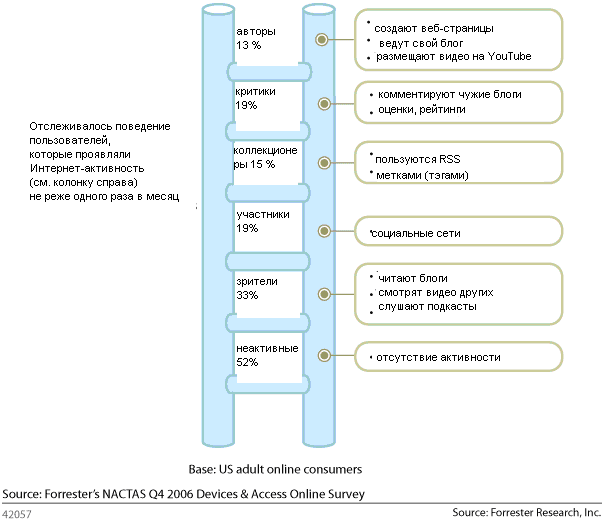 авторы
13 %
• создают веб-страницы
• ведут свой блог
• размещают видео на YouTube
критики
19%
• комментируют чужие блоги
• оценки, рейтинги
Отслеживалось поведение
пользователей,
которые проявляли
Интернет-активность
(см. колонку справа)
не реже одного раза в месяц
коллекционе
ры 15 %
• пользуются RSS
• метками (тэгами)
участники
19%
•социальные сети
зрители
33%
• читают блоги
• смотрят видео других
• слушают подкасты
неактивные
52%
• отсутствие активности
Base: US adult online consumers
Source: Forrester's NACTAS Q4 2006 Devices & Access Online Survey
42057
Source: Forrester Research, Inc.